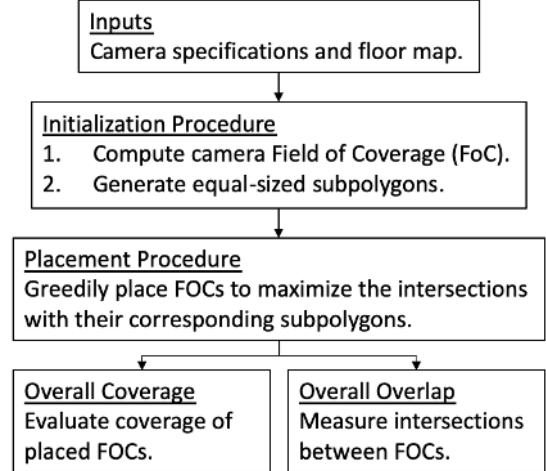 Inputs
Camera specifications and floor map.
Initialization Procedure
1. Compute camera Field of Coverage (FoC).
2. Generate equal-sized subpolygons.
Placement Procedure
Greedily place FOCs to maximize the intersections
with their corresponding subpolygons.
Overall Coverage
Evaluate coverage of
placed FOCs.
Overall Overlap
Measure intersections
between FOCs.